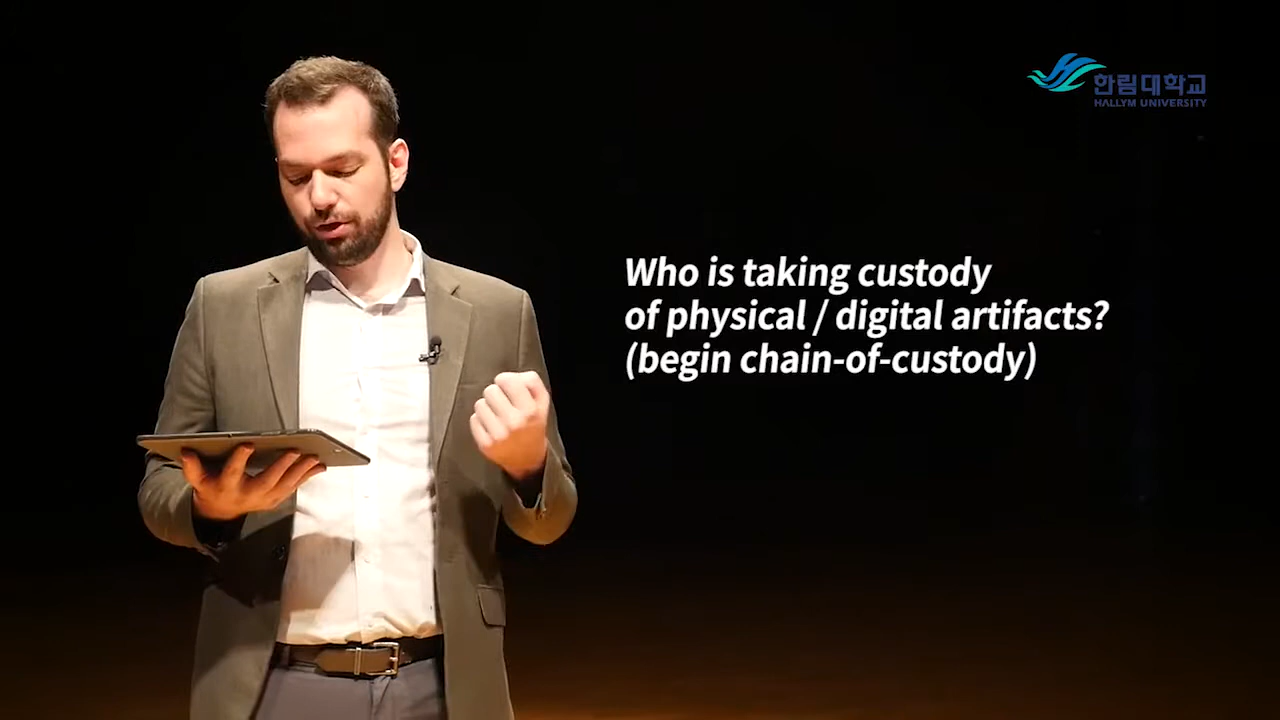 한림대학교
HALLYM UNIVERSITY
Who is taking custody
of physical / digital artifacts?
(begin chain-of-custody)